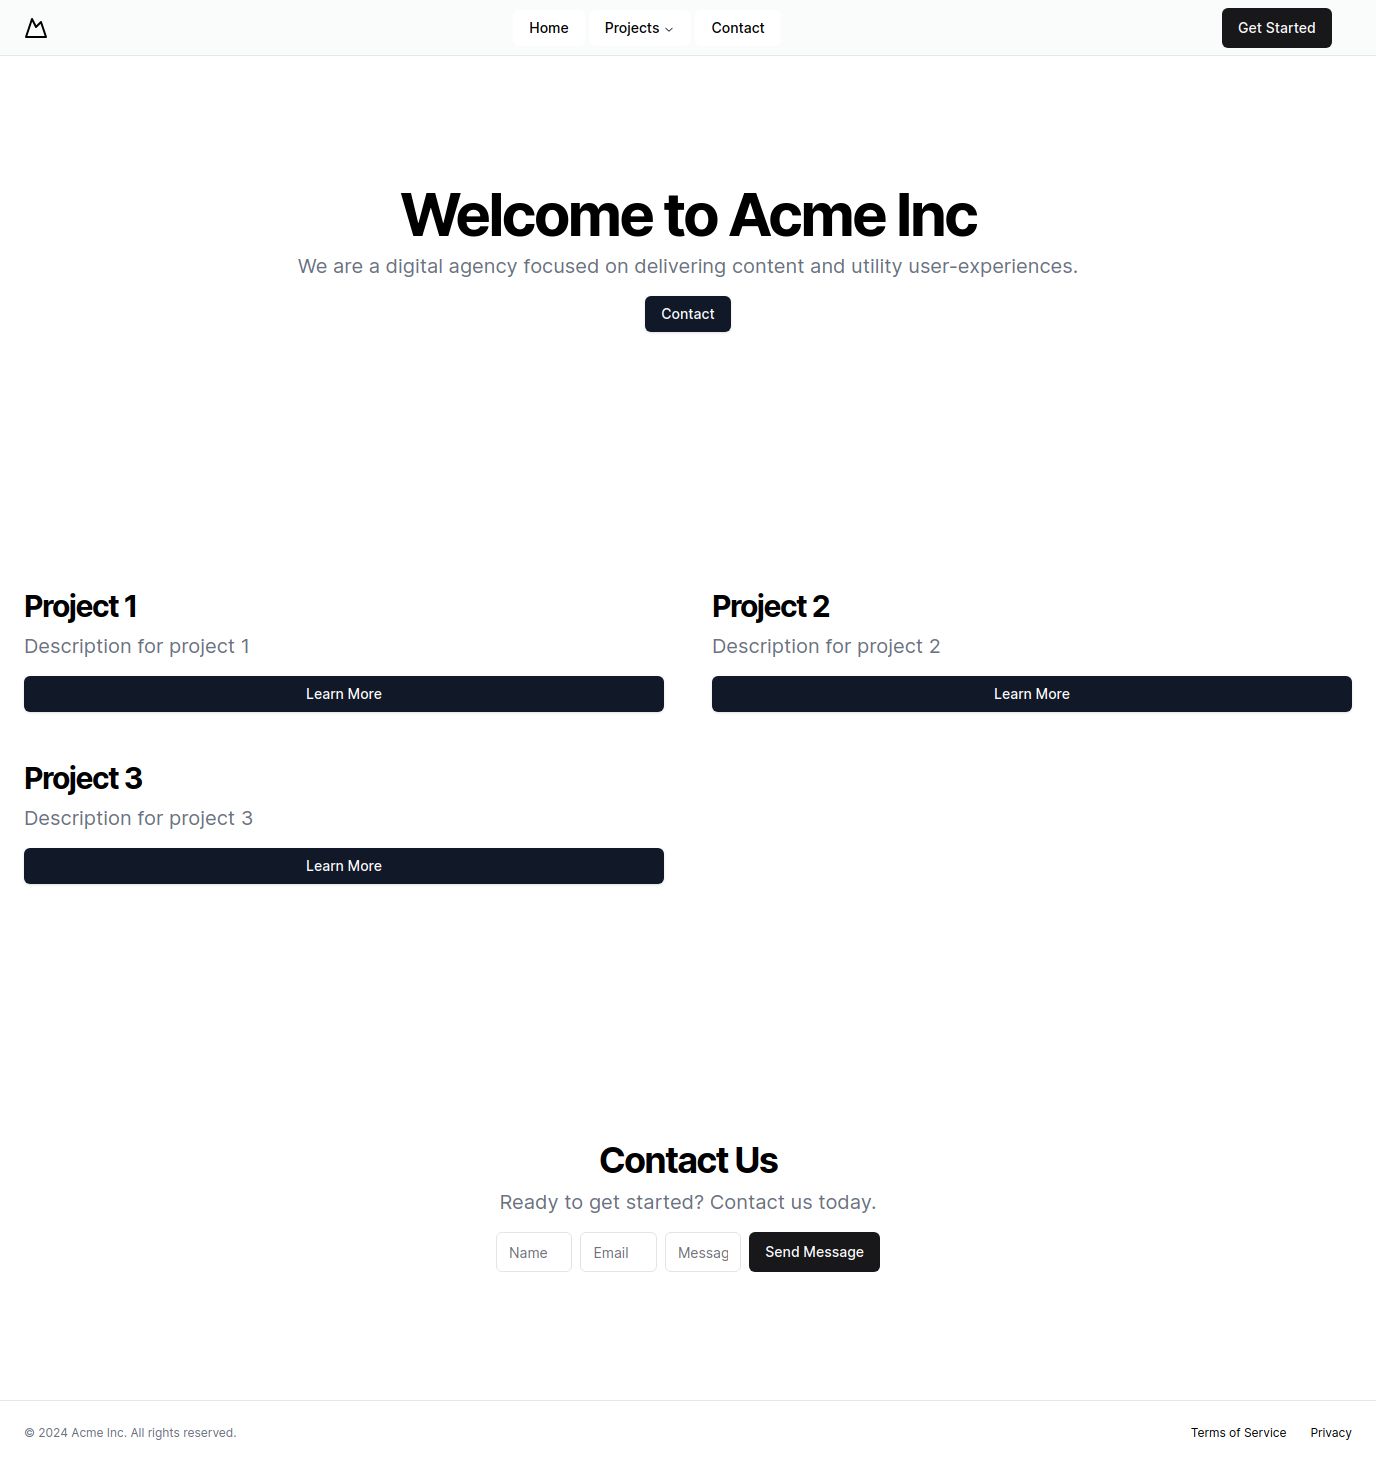 Home Projects Contact Get Started
Welcome to Acme Inc
We are a digital agency focused on delivering content and utility user-experiences.
Contact
Project 1
Description for project 1
Learn More
Project 2
Description for project 2
Learn More
Project 3
Description for project 3
Learn More
Contact Us
Ready to get started? Contact us today.
Name Email Messag Send Message
© 2024 Acme Inc. All rights reserved. Terms of Service Privacy